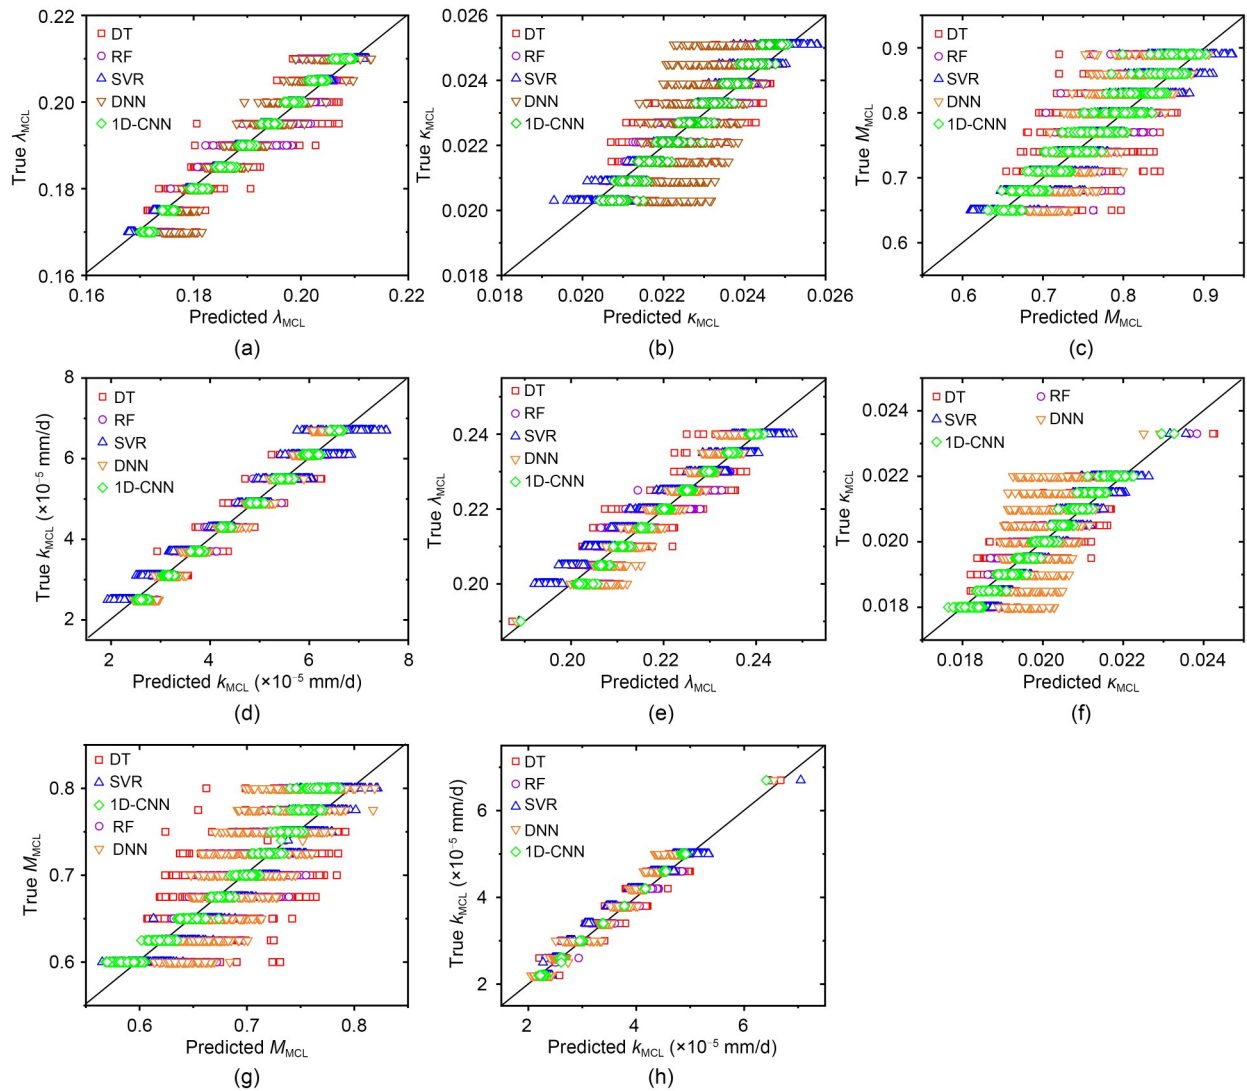 0.22
0.20
0.18
0.16
True λMCL
DT
RF
SVR
DNN
1D-CNN
0.16 0.18 0.20 0.22
Predicted λMCL
(a)
0.026
0.024
0.022
0.020
0.018
True κMCL
DT
RF
SVR
DNN
1D-CNN
0.018 0.020 0.022 0.024 0.026
Predicted κMCL
(b)
0.9
0.8
0.7
0.6
True MMCL
DT
RF
SVR
DNN
1D-CNN
0.6 0.7 0.8 0.9
Predicted MMCL
(c)
8
6
4
2
True kMCL (×10⁻⁵ mm/d)
DT
RF
SVR
DNN
1D-CNN
2 4 6 8
Predicted kMCL (×10⁻⁵ mm/d)
(d)
0.24
0.22
0.20
True λMCL
DT
RF
SVR
DNN
1D-CNN
0.20 0.22 0.24
Predicted λMCL
(e)
0.024
0.022
0.020
0.018
True κMCL
DT RF
SVR DNN
1D-CNN
0.018 0.020 0.022 0.024
Predicted κMCL
(f)
0.8
0.7
0.6
True MMCL
DT
SVR
1D-CNN
RF
DNN
0.6 0.7 0.8
Predicted MMCL
(g)
6
4
2
True kMCL (×10⁻⁵ mm/d)
DT
RF
SVR
DNN
1D-CNN
2 4 6
Predicted kMCL (×10⁻⁵ mm/d)
(h)